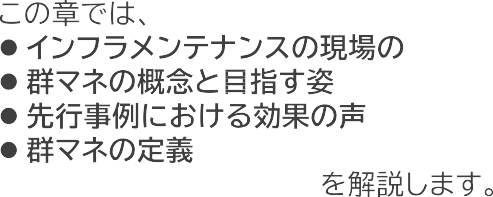 この章では、
● インフラメンテナンスの現場の
● 群マネの概念と目指す姿
● 先行事例における効果の声
● 群マネの定義
を解説します。